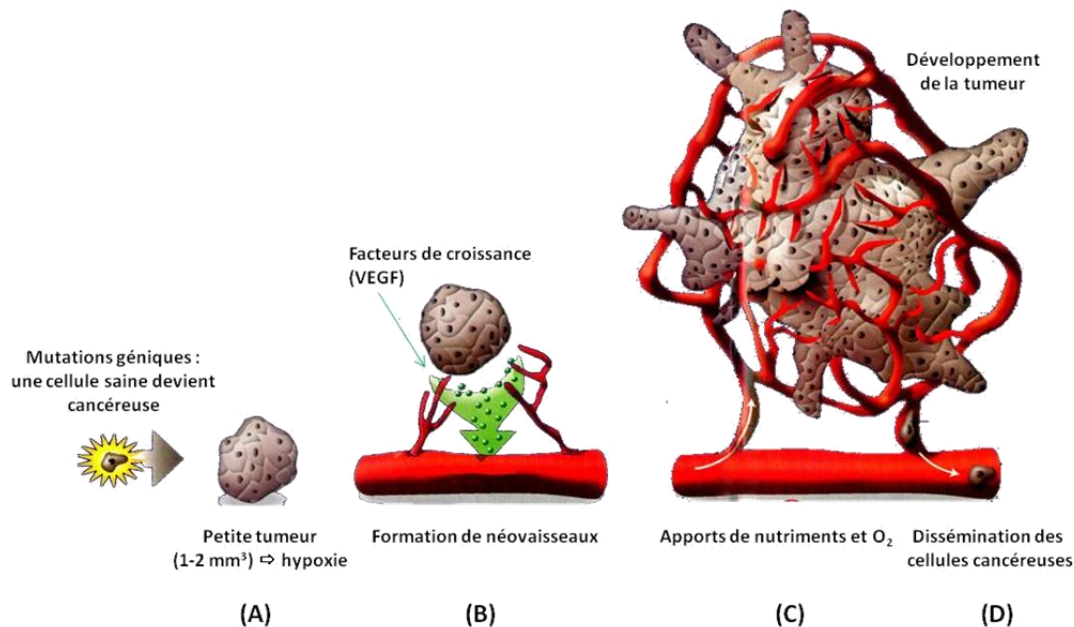 Développement
de la tumeur
Facteurs de croissance
(VEGF)
Mutations géniques :
une cellule saine devient
cancéreuse
Petite tumeur
(1-2 mm³) ⇨ hypoxie
Formation de néovaisseaux
Apports de nutriments et O₂
Dissémination des
cellules cancéreuses
(A)
(B)
(C)
(D)